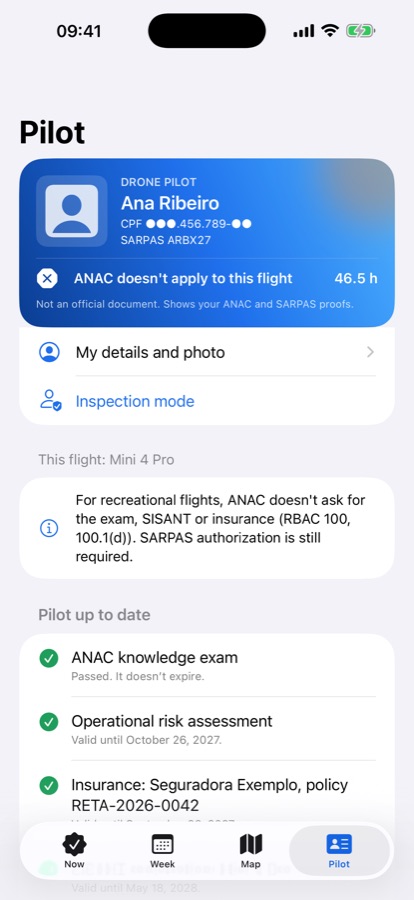 09:41
Pilot
DRONE PILOT
Ana Ribeiro
CPF ●●●.456.789-●●
SARPAS ARBX27
ANAC doesn't apply to this flight
46.5 h
Not an official document. Shows your ANAC and SARPAS proofs.
My details and photo
Inspection mode
This flight: Mini 4 Pro
For recreational flights, ANAC doesn't ask for
the exam, SISANT or insurance (RBAC 100,
100.1(d)). SARPAS authorization is still
required.
Pilot up to date
ANAC knowledge exam
Passed. It doesn't expire.
Operational risk assessment
Valid until October 26, 2027.
Insurance: Seguradora Exemplo, policy
RETA-2026-0042
Now
Week
Map
Pilot
Valid until May 18, 2028.